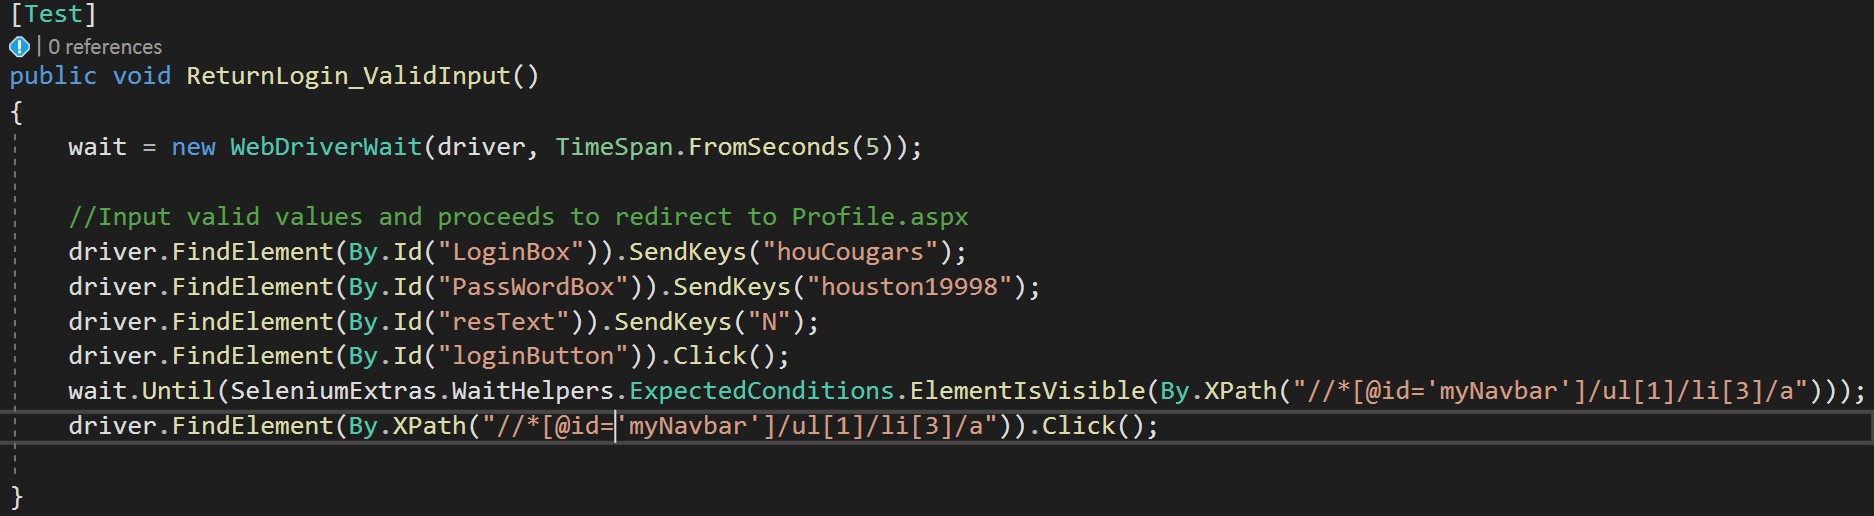 [Test]
0 references
public void ReturnLogin_ValidInput()
{
wait = new WebDriverWait(driver, TimeSpan.FromSeconds(5));
//Input valid values and proceeds to redirect to Profile.aspx
driver.FindElement(By.Id("LoginBox")).SendKeys("houCougars");
driver.FindElement(By.Id("PassWordBox")).SendKeys("houston19998");
driver.FindElement(By.Id("resText")).SendKeys("N");
driver.FindElement(By.Id("loginButton")).Click();
wait.Until(SeleniumExtras.WaitHelpers.ExpectedConditions.ElementIsVisible(By.XPath("//*[@id='myNavbar']/ul[1]/li[3]/a")));
driver.FindElement(By.XPath("//*[@id='myNavbar']/ul[1]/li[3]/a")).Click();
}